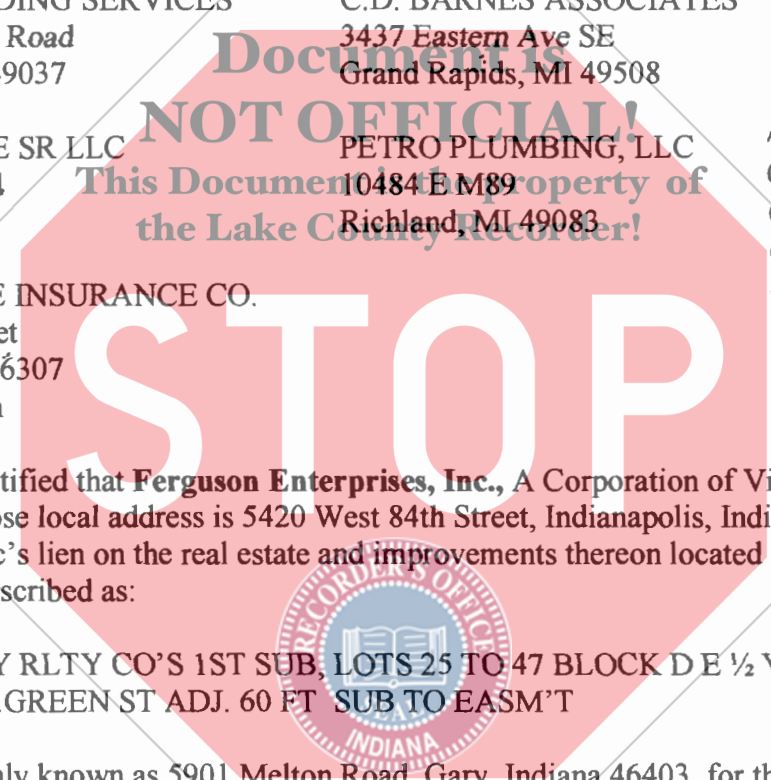 DING SERVICES
C.D. BARNES ASSOCIATES
Road
3437 Eastern Ave SE
9037
Grand Rapids, MI 49508
Document is
NOT OFFICIAL!
This Document is the property of
the Lake County Recorder!
E SR LLC
PETRO PLUMBING, LLC
10484 E M89
Richland, MI 49083
E INSURANCE CO.
et
6307
STOP
tified that Ferguson Enterprises, Inc., A Corporation of Vi
ose local address is 5420 West 84th Street, Indianapolis, Indi
c's lien on the real estate and improvements thereon located
scribed as:
RECORDER'S OFFICE
SEAL
INDIANA
Y RLTY CO'S 1ST SUB, LOTS 25 TO 47 BLOCK D E ½ V
GREEN ST ADJ. 60 FT SUB TO EASM'T
nly known as 5901 Melton Road, Gary, Indiana 46403, for th